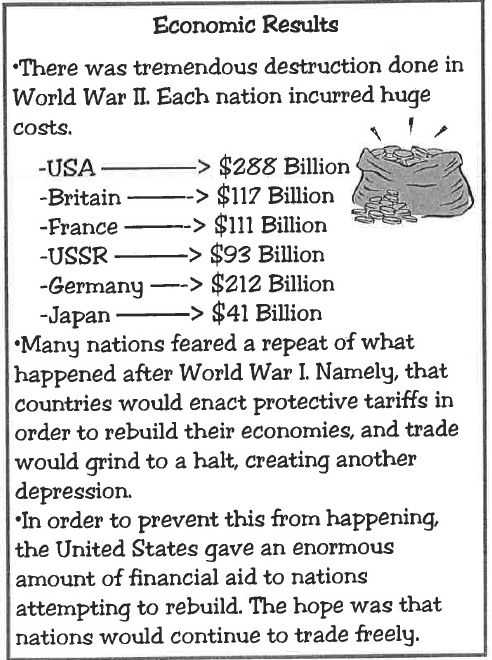 Economic Results
•There was tremendous destruction done in
World War II. Each nation incurred huge
costs.
-USA ————> $288 Billion
-Britain ———-> $117 Billion
-France ———-> $111 Billion
-USSR ———> $93 Billion
-Germany ——-> $212 Billion
-Japan ————> $41 Billion
•Many nations feared a repeat of what
happened after World War I. Namely, that
countries would enact protective tariffs in
order to rebuild their economies, and trade
would grind to a halt, creating another
depression.
•In order to prevent this from happening,
the United States gave an enormous
amount of financial aid to nations
attempting to rebuild. The hope was that
nations would continue to trade freely.